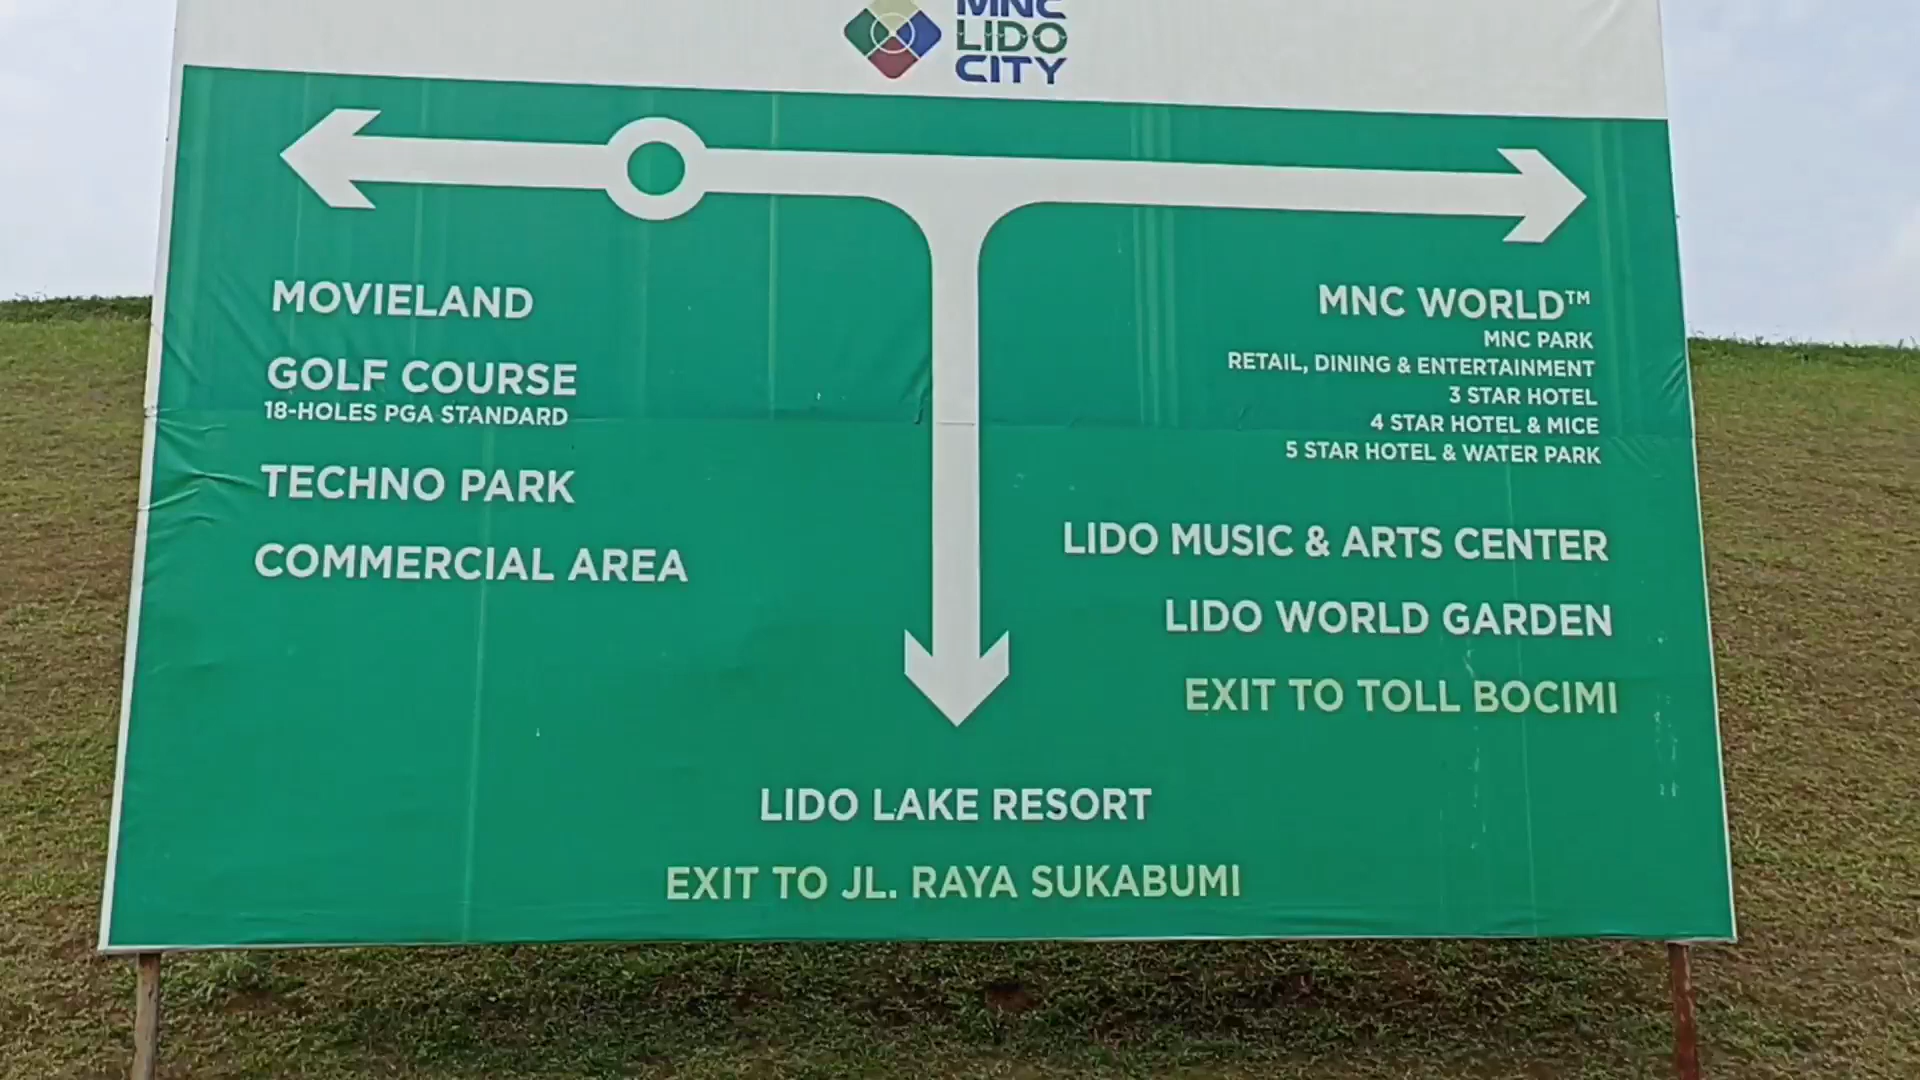 MNC
LIDO
CITY
MOVIELAND
GOLF COURSE
18-HOLES PGA STANDARD
TECHNO PARK
COMMERCIAL AREA
MNC WORLD™
MNC PARK
RETAIL, DINING & ENTERTAINMENT
3 STAR HOTEL
4 STAR HOTEL & MICE
5 STAR HOTEL & WATER PARK
LIDO MUSIC & ARTS CENTER
LIDO WORLD GARDEN
EXIT TO TOLL BOCIMI
LIDO LAKE RESORT
EXIT TO JL. RAYA SUKABUMI